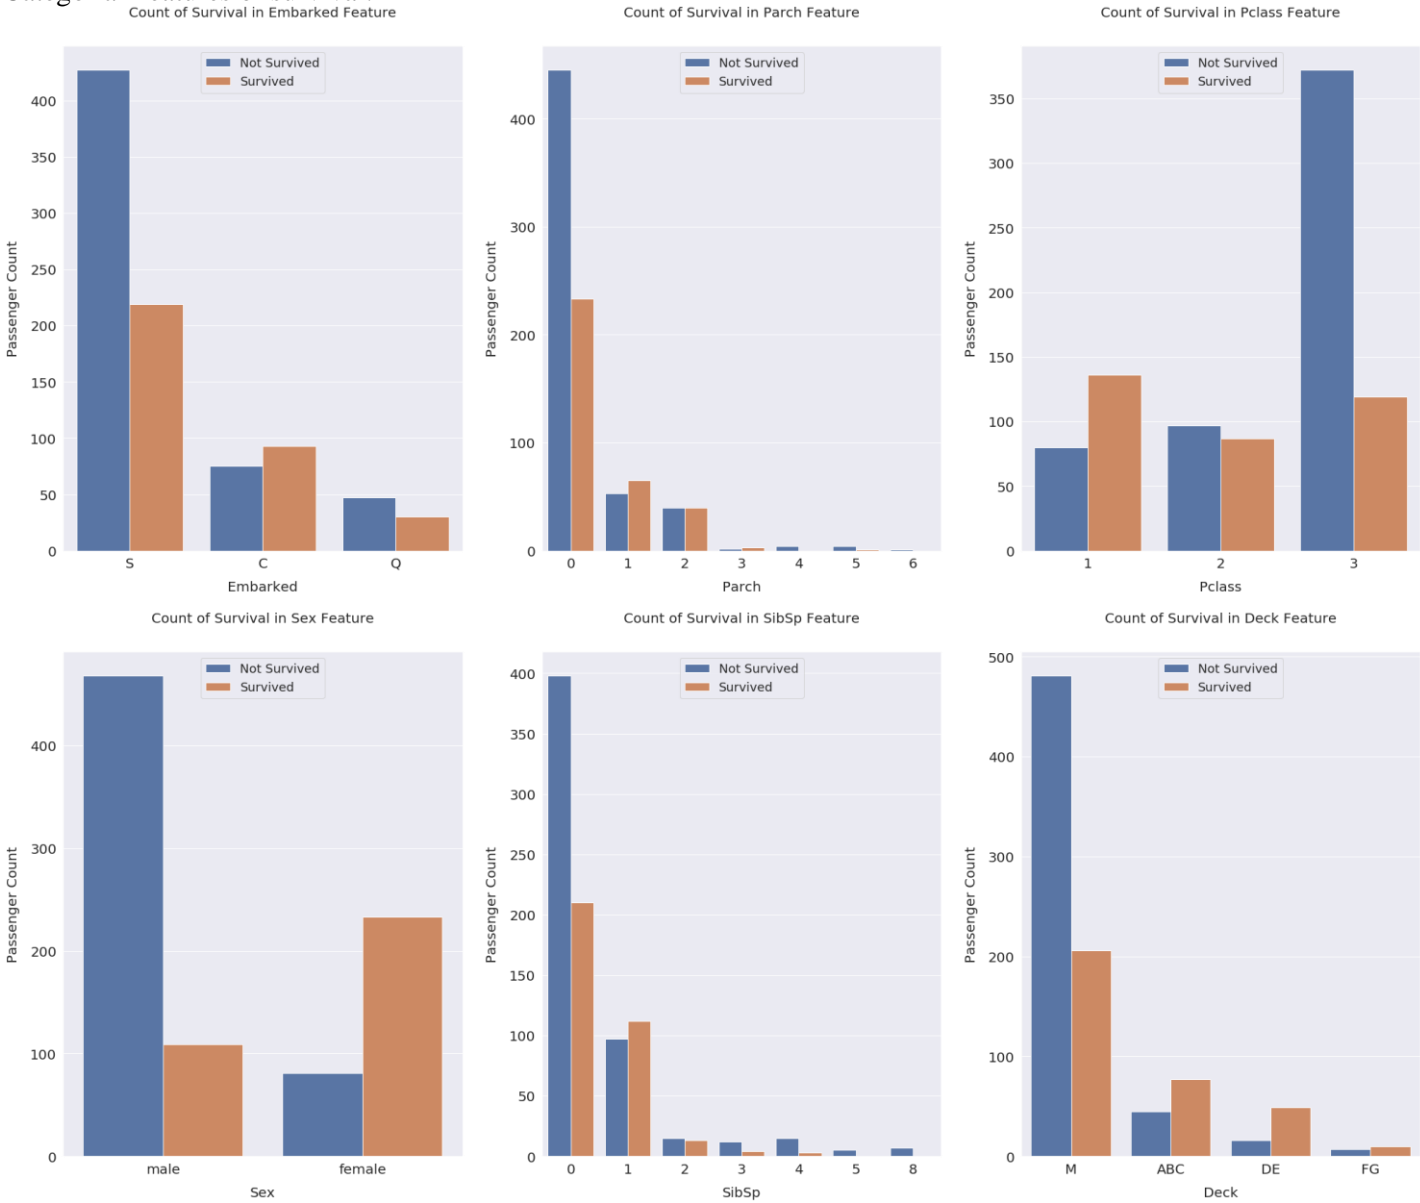 Count of Survival in Embarked Feature
Not Survived
Survived
400
350
300
250
200
150
100
50
0
Passenger Count
S C Q
Embarked
Count of Survival in Parch Feature
Not Survived
Survived
400
300
200
100
0
Passenger Count
0 1 2 3 4 5 6
Parch
Count of Survival in Pclass Feature
Not Survived
Survived
350
300
250
200
150
100
50
0
Passenger Count
1 2 3
Pclass
Count of Survival in Sex Feature
Not Survived
Survived
400
300
200
100
0
Passenger Count
male female
Sex
Count of Survival in SibSp Feature
Not Survived
Survived
400
350
300
250
200
150
100
50
0
Passenger Count
0 1 2 3 4 5 8
SibSp
Count of Survival in Deck Feature
Not Survived
Survived
500
400
300
200
100
0
Passenger Count
M ABC DE FG
Deck